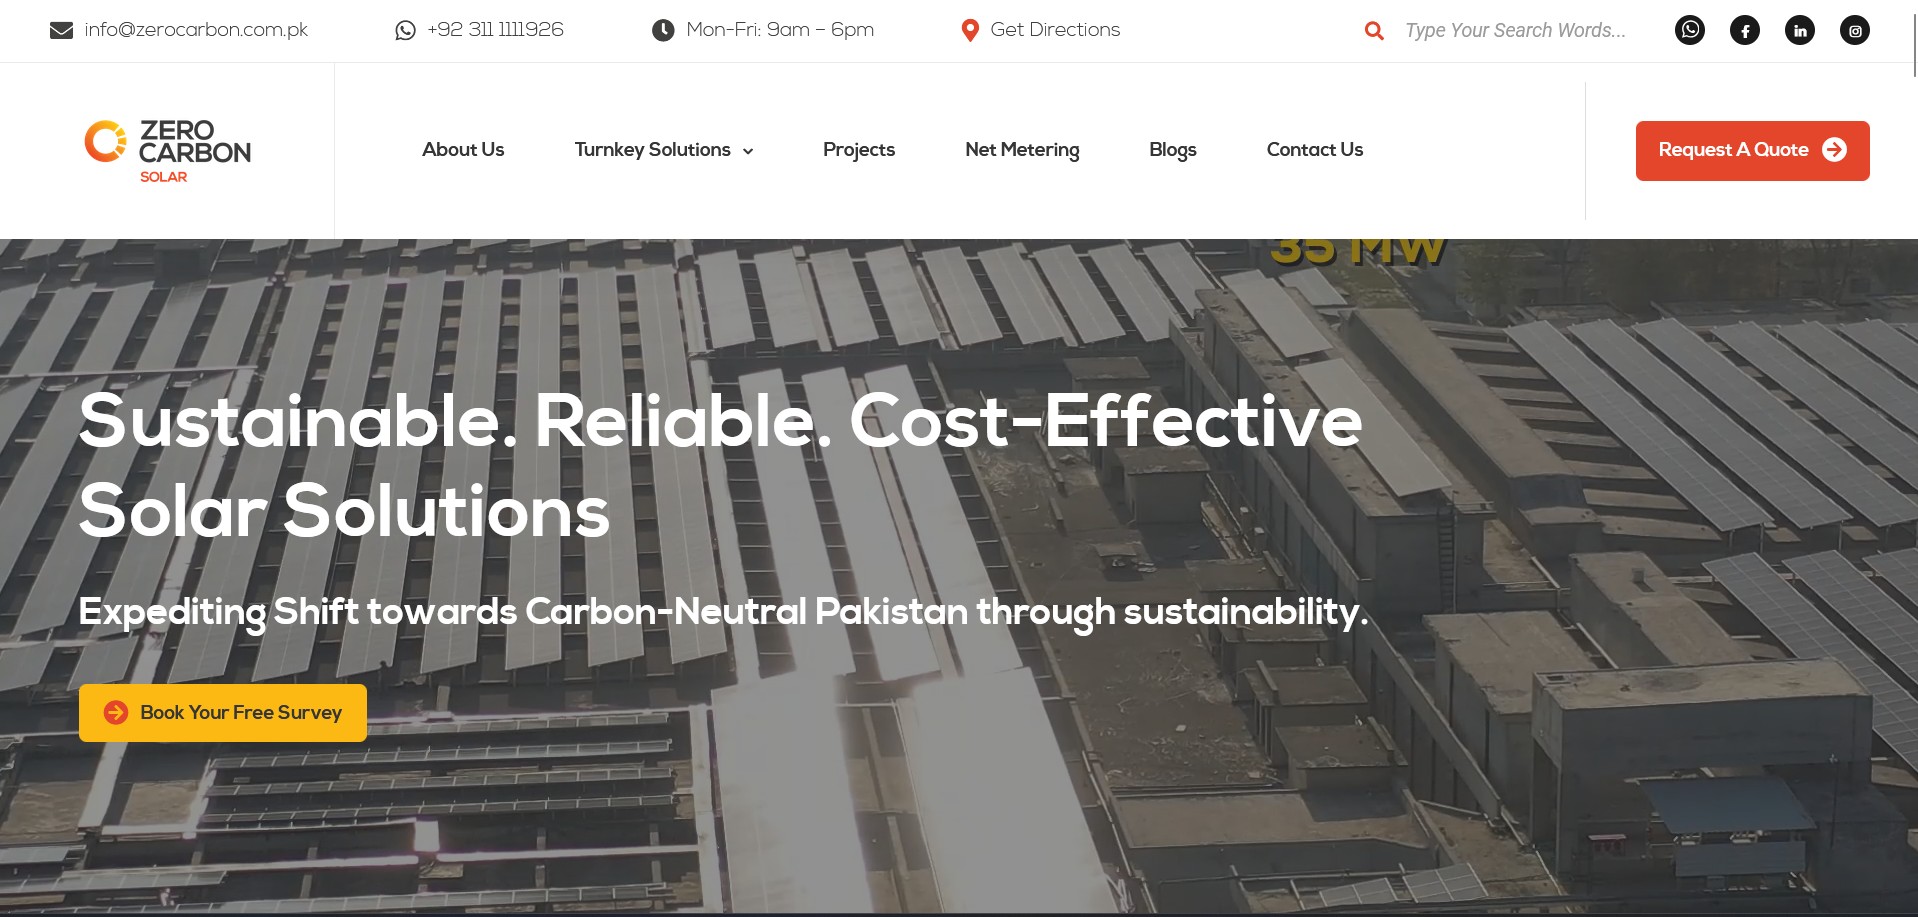 info@zerocarbon.com.pk
+92 311 1111926
Mon-Fri: 9am – 6pm
Get Directions
Type Your Search Words...
ZERO
CARBON
SOLAR
About Us
Turnkey Solutions
Projects
Net Metering
Blogs
Contact Us
Request A Quote
35 MW
Sustainable. Reliable. Cost-Effective
Solar Solutions
Expediting Shift towards Carbon-Neutral Pakistan through sustainability.
Book Your Free Survey